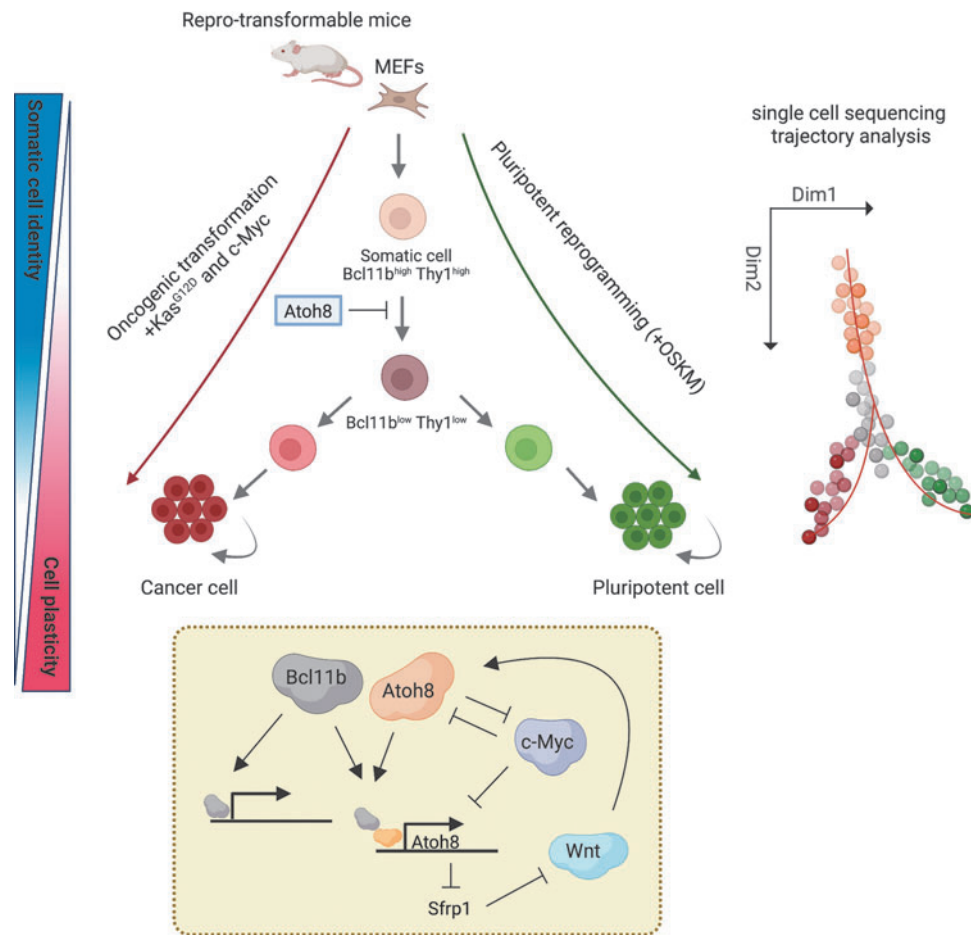 Repro-transformable mice
MEFs
Somatic cell identity
Cell plasticity
Oncogenic transformation
+Kas^G12D and c-Myc
Pluripotent reprogramming (+OSKM)
Somatic cell
Bcl11b^high Thy1^high
Atoh8
Bcl11b^low Thy1^low
Cancer cell
Pluripotent cell
single cell sequencing
trajectory analysis
Dim1
Dim2
Bcl11b
Atoh8
c-Myc
Atoh8
Wnt
Sfrp1